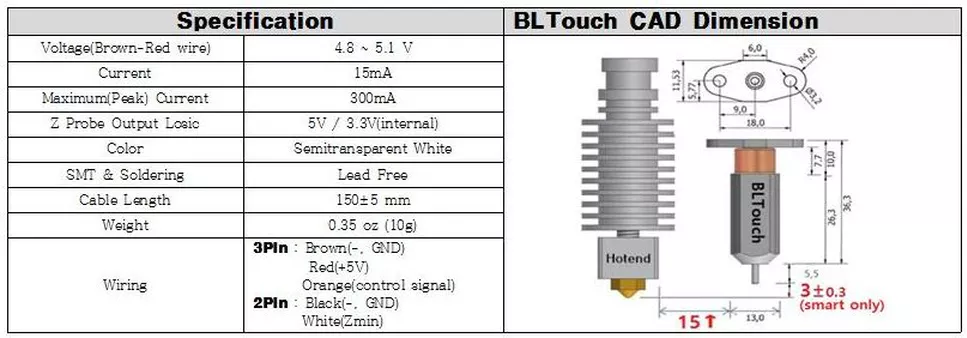 Specification
Voltage(Brown-Red wire) 4.8 ~ 5.1 V
Current 15mA
Maximum(Peak) Current 300mA
Z Probe Output Losic 5V / 3.3V(internal)
Color Semitransparent White
SMT & Soldering Lead Free
Cable Length 150±5 mm
Weight 0.35 oz (10g)
Wiring
3PIn : Brown(-, GND)
Red(+5V)
Orange(control signal)
2PIn : Black(-, GND)
White(Zmin)
BLTouch CAD Dimension
6,0
R4,0
11,53
5,77
Ø3,2
9,0
18,0
7,7
10,0
BLTouch
26,3
36,3
Hotend
5,5
3±0.3
(smart only)
15↑
13,0